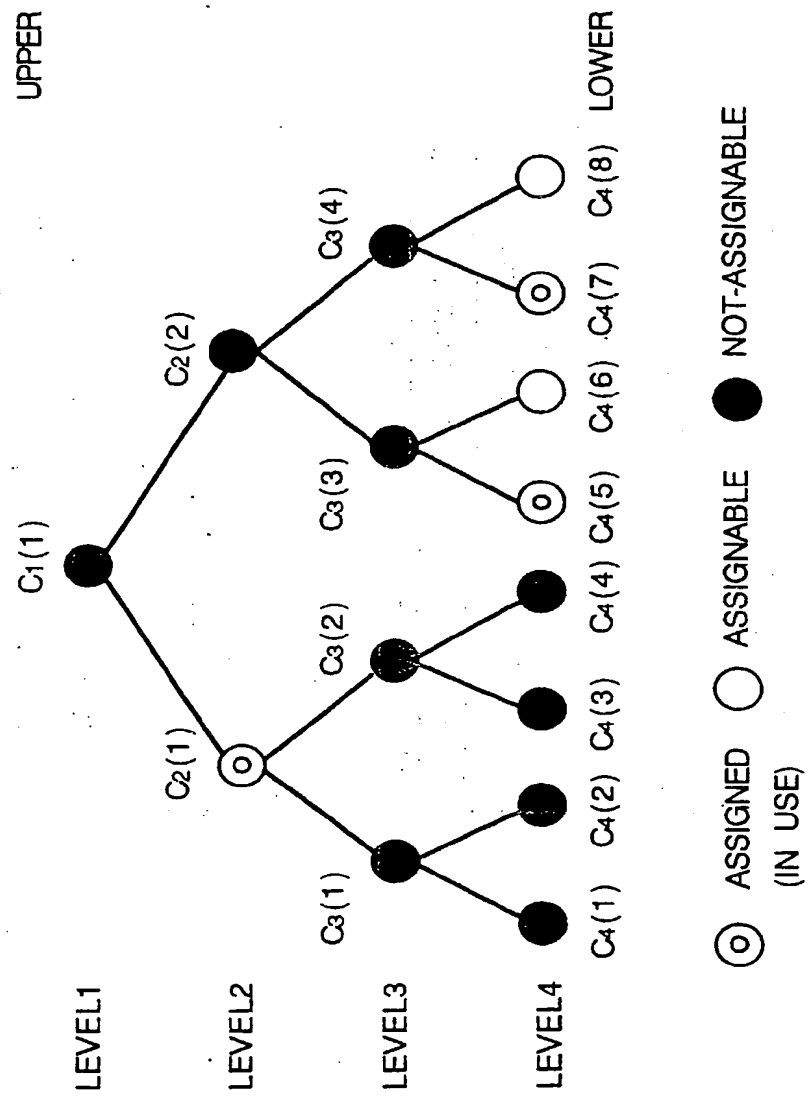 UPPER
LEVEL1
C1(1)
LEVEL2
C2(1)
C2(2)
LEVEL3
C3(1)
C3(2)
C3(3)
C3(4)
LEVEL4
C4(1)
C4(2)
C4(3)
C4(4)
C4(5)
C4(6)
C4(7)
C4(8)
LOWER
ASSIGNED
(IN USE)
ASSIGNABLE
NOT-ASSIGNABLE